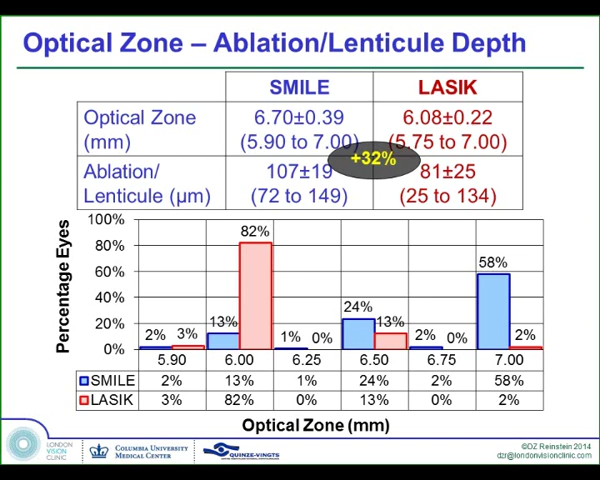 Optical Zone – Ablation/Lenticule Depth
SMILE LASIK
Optical Zone (mm) 6.70±0.39 (5.90 to 7.00) 6.08±0.22 (5.75 to 7.00)
+32%
Ablation/ Lenticule (µm) 107±19 (72 to 149) 81±25 (25 to 134)
Percentage Eyes
100%
80%
60%
40%
20%
0%
2% 3% 13% 82% 1% 0% 24% 13% 2% 0% 58% 2%
5.90 6.00 6.25 6.50 6.75 7.00
SMILE 2% 13% 1% 24% 2% 58%
LASIK 3% 82% 0% 13% 0% 2%
Optical Zone (mm)
LONDON
VISION
CLINIC
COLUMBIA UNIVERSITY
MEDICAL CENTER
QUINZE-VINGTS
©DZ Reinstein 2014
dzr@londonvisionclinic.com